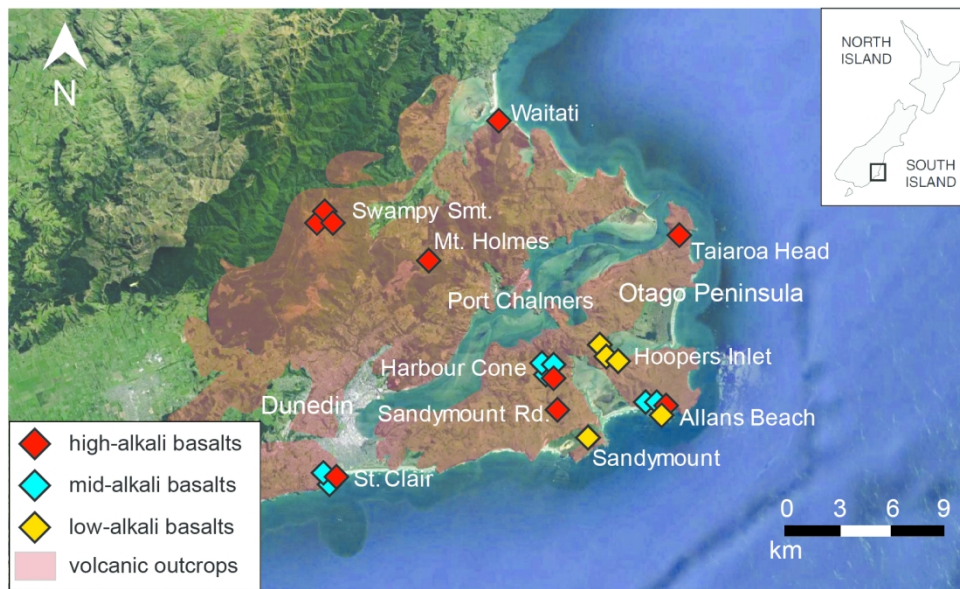 N
NORTH
ISLAND
SOUTH
ISLAND
Waitati
Swampy Smt.
Mt. Holmes
Taiaroa Head
Port Chalmers
Otago Peninsula
Harbour Cone
Hoopers Inlet
Dunedin
Sandymount Rd.
Allans Beach
Sandymount
St. Clair
high-alkali basalts
mid-alkali basalts
low-alkali basalts
volcanic outcrops
0 3 6 9
km